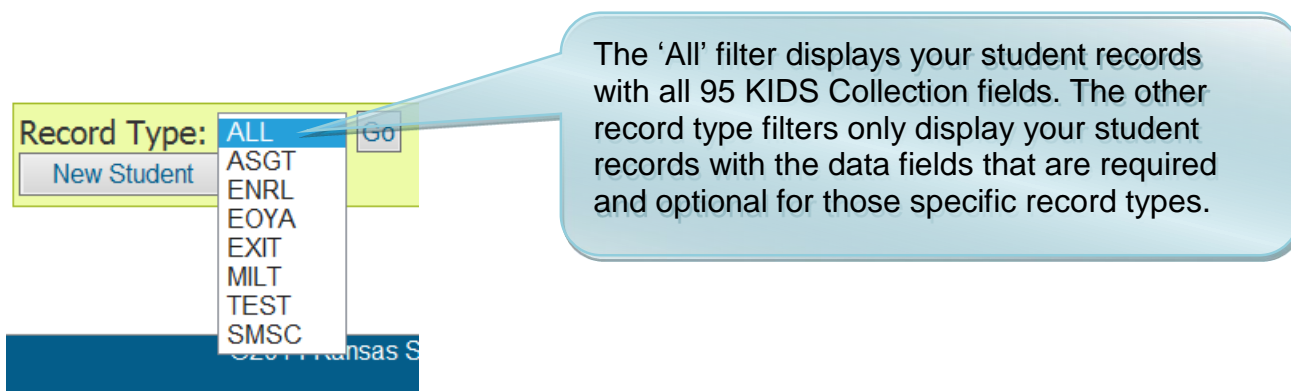 The ‘All’ filter displays your student records
with all 95 KIDS Collection fields. The other
record type filters only display your student
records with the data fields that are required
and optional for those specific record types.
Record Type: ALL Go
New Student
ASGT
ENRL
EOYA
EXIT
MILT
TEST
SMSC